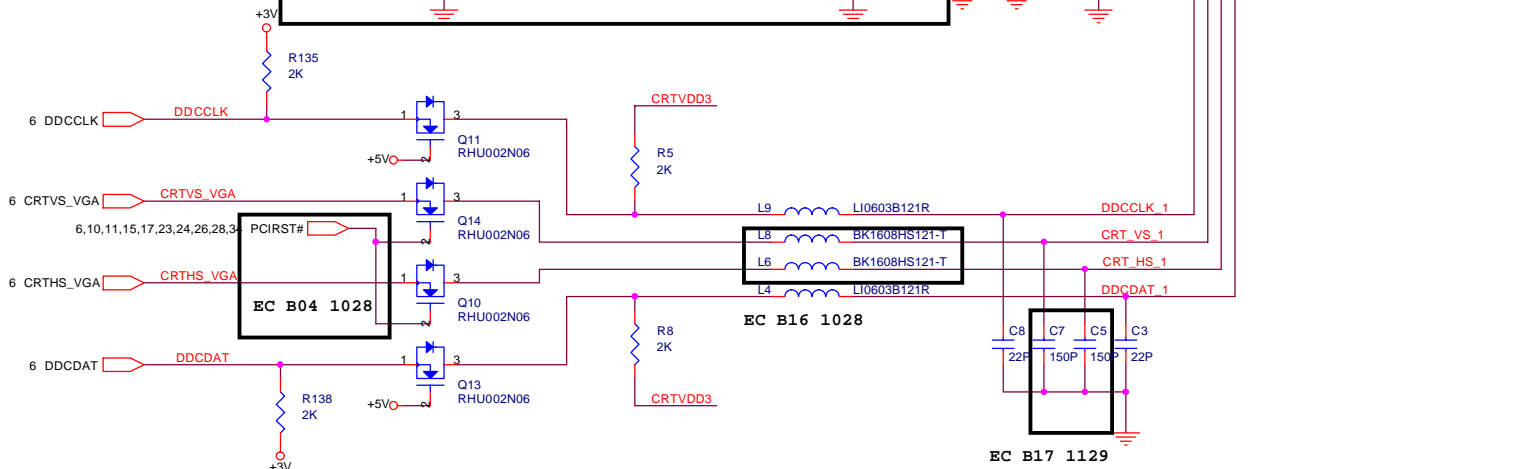 +3V
R135
2K
6 DDCCLK
DDCCLK
1
3
Q11
RHU002N06
+5V
2
CRTVDD3
R5
2K
6 CRTVS_VGA
CRTVS_VGA
1
3
Q14
RHU002N06
2
6,10,11,15,17,23,24,26,28,34 PCIRST#
L9
LI0603B121R
DDCCLK_1
L8
BK1608HS121-T
CRT_VS_1
L6
BK1608HS121-T
CRT_HS_1
L4
LI0603B121R
DDCDAT_1
6 CRTHS_VGA
CRTHS_VGA
1
3
Q10
RHU002N06
2
EC B04 1028
EC B16 1028
R8
2K
C8
22P
C7
150P
C5
150P
C3
22P
6 DDCDAT
DDCDAT
1
3
Q13
RHU002N06
+5V
2
R138
2K
CRTVDD3
+3V
EC B17 1129